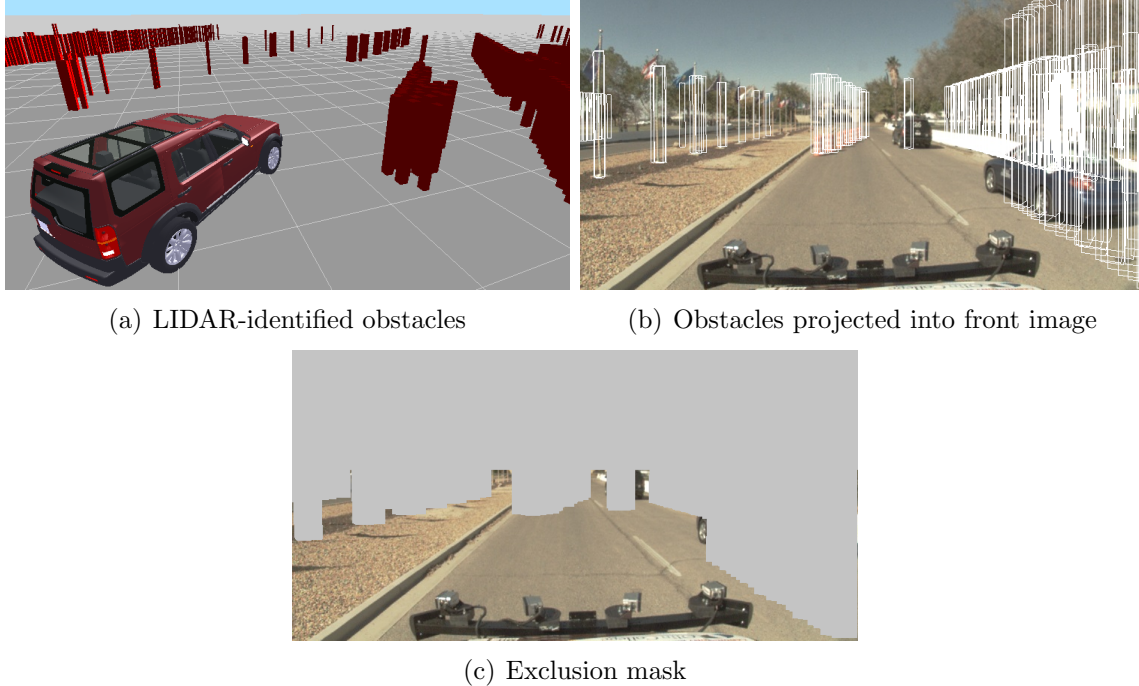 (a) LIDAR-identified obstacles
(b) Obstacles projected into front image
(c) Exclusion mask